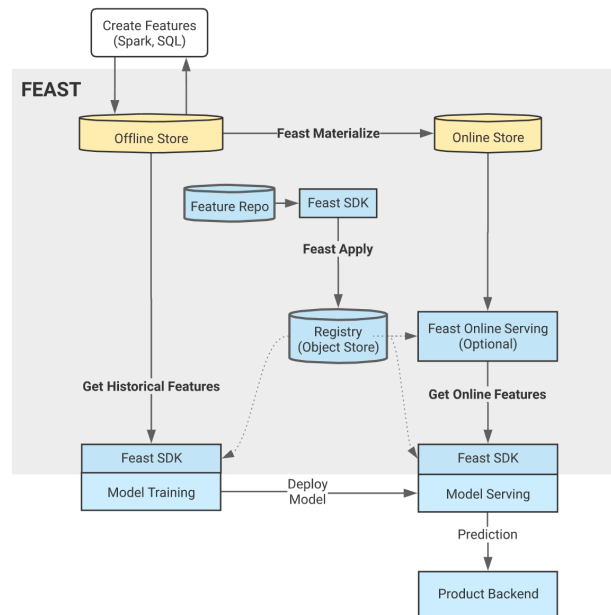 Create Features
(Spark, SQL)
FEAST
Offline Store
Feast Materialize
Online Store
Feature Repo
Feast SDK
Feast Apply
Registry
(Object Store)
Feast Online Serving
(Optional)
Get Historical Features
Get Online Features
Feast SDK
Feast SDK
Model Training
Deploy
Model
Model Serving
Prediction
Product Backend